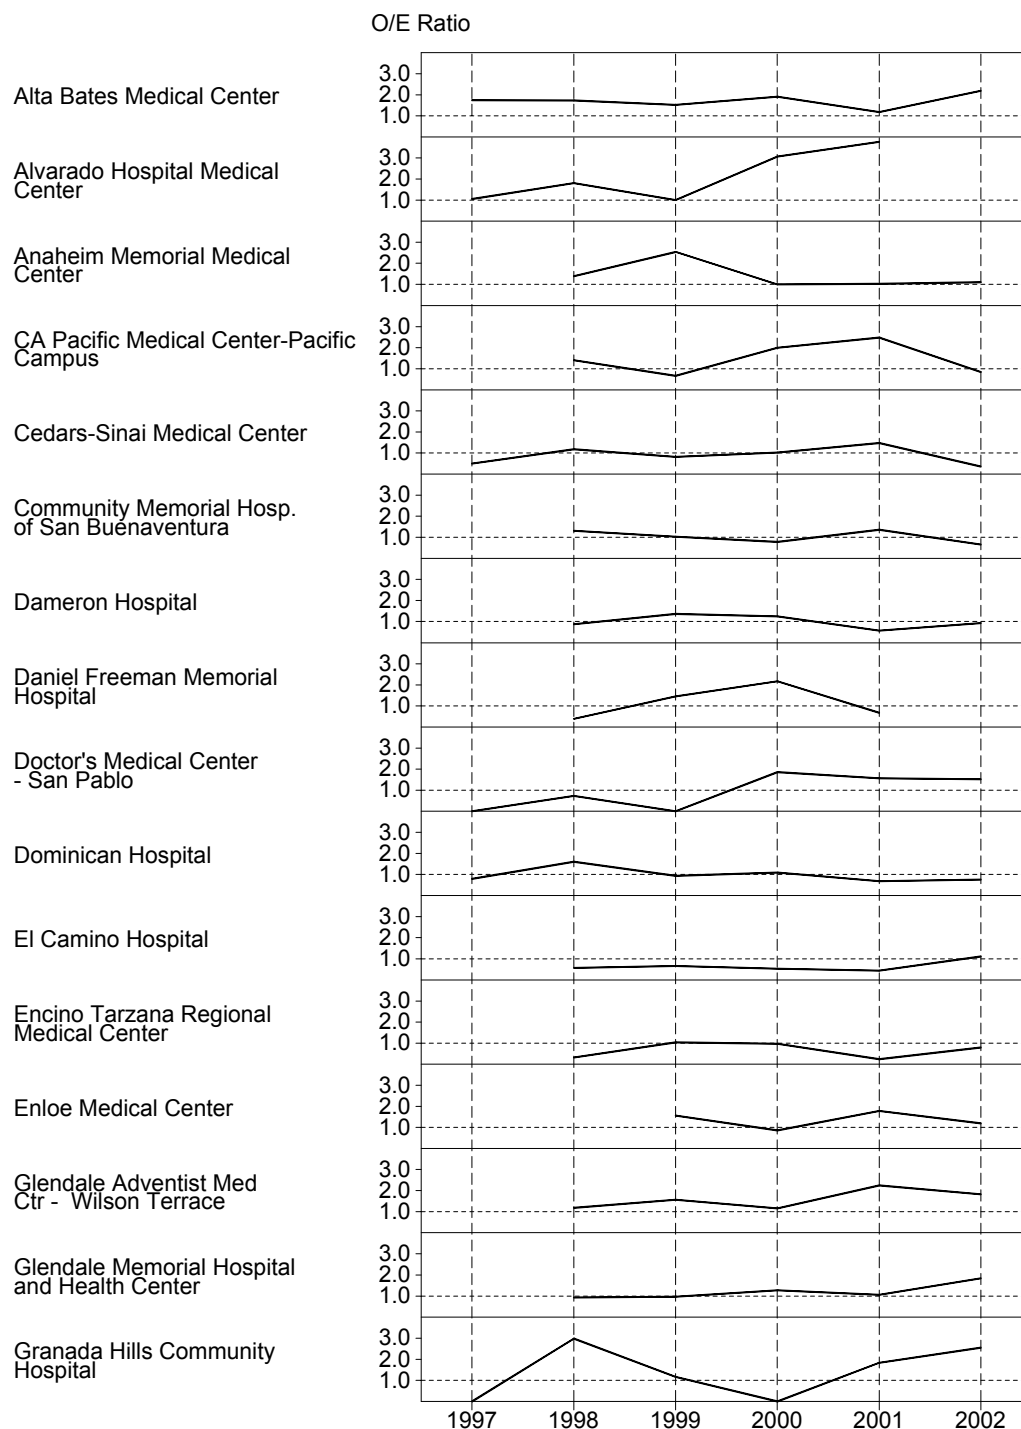 O/E Ratio
Alta Bates Medical Center
3.0
2.0
1.0
Alvarado Hospital Medical
Center
3.0
2.0
1.0
Anaheim Memorial Medical
Center
3.0
2.0
1.0
CA Pacific Medical Center-Pacific
Campus
3.0
2.0
1.0
Cedars-Sinai Medical Center
3.0
2.0
1.0
Community Memorial Hosp.
of San Buenaventura
3.0
2.0
1.0
Dameron Hospital
3.0
2.0
1.0
Daniel Freeman Memorial
Hospital
3.0
2.0
1.0
Doctor's Medical Center
- San Pablo
3.0
2.0
1.0
Dominican Hospital
3.0
2.0
1.0
El Camino Hospital
3.0
2.0
1.0
Encino Tarzana Regional
Medical Center
3.0
2.0
1.0
Enloe Medical Center
3.0
2.0
1.0
Glendale Adventist Med
Ctr - Wilson Terrace
3.0
2.0
1.0
Glendale Memorial Hospital
and Health Center
3.0
2.0
1.0
Granada Hills Community
Hospital
3.0
2.0
1.0
1997 1998 1999 2000 2001 2002